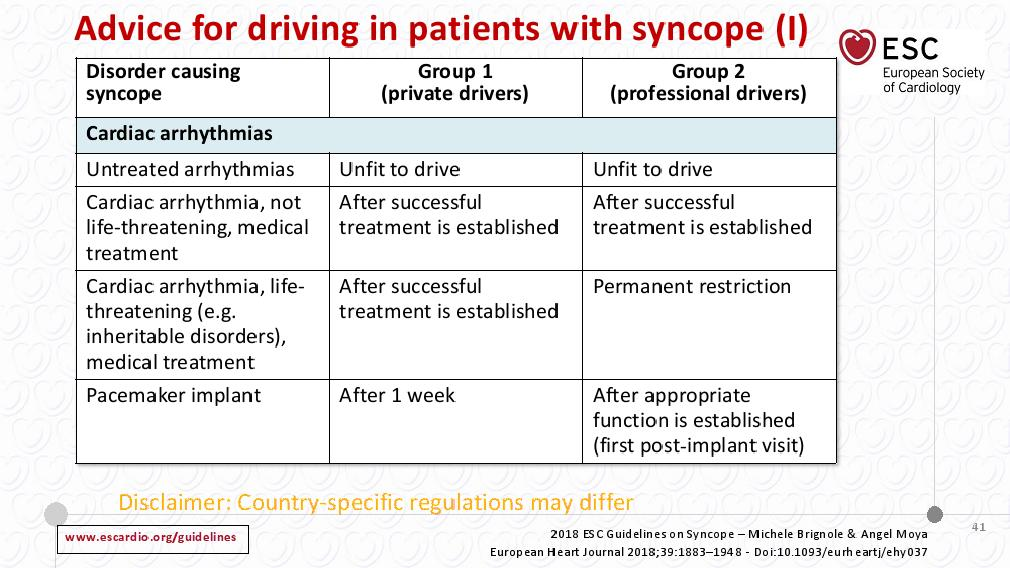 Advice for driving in patients with syncope (I)
ESC
European Society
of Cardiology
Disorder causing
syncope
Group 1
(private drivers)
Group 2
(professional drivers)
Cardiac arrhythmias
Untreated arrhythmias
Unfit to drive
Unfit to drive
Cardiac arrhythmia, not
life-threatening, medical
treatment
After successful
treatment is established
After successful
treatment is established
Cardiac arrhythmia, life-
threatening (e.g.
inheritable disorders),
medical treatment
After successful
treatment is established
Permanent restriction
Pacemaker implant
After 1 week
After appropriate
function is established
(first post-implant visit)
Disclaimer: Country-specific regulations may differ
www.escardio.org/guidelines
2018 ESC Guidelines on Syncope – Michele Brignole & Angel Moya
European Heart Journal 2018;39:1883–1948 - Doi:10.1093/eurheartj/ehy037
41